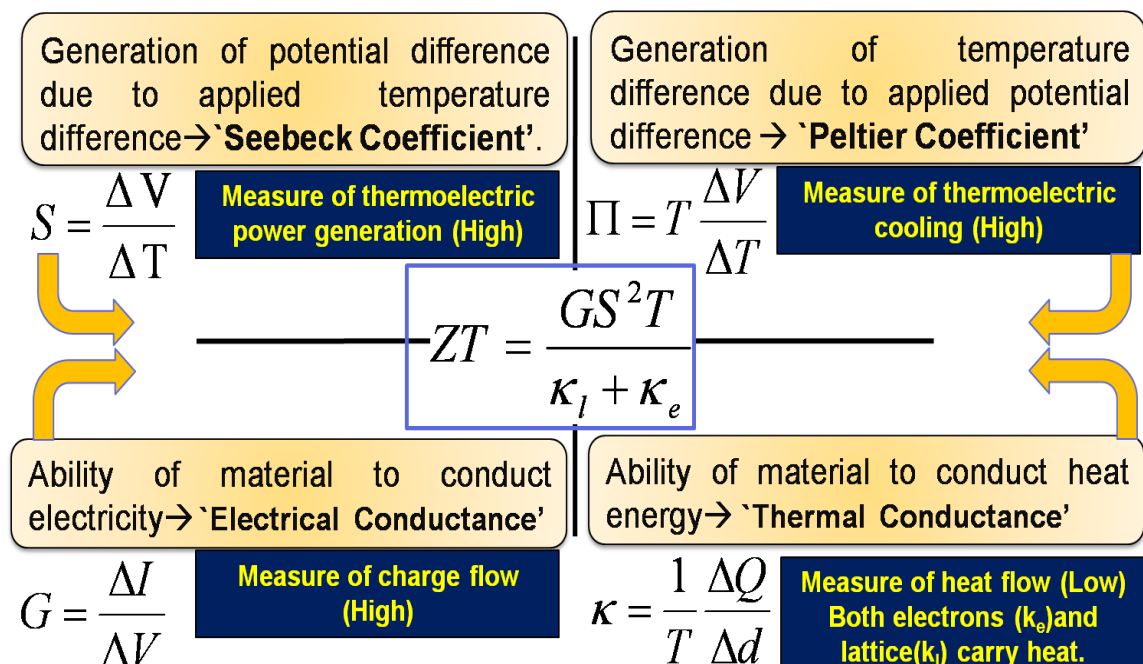 Generation of potential difference
due to applied temperature
difference→`Seebeck Coefficient'.
S = ΔV / ΔT
Measure of thermoelectric
power generation (High)
Generation of temperature
difference due to applied potential
difference → `Peltier Coefficient'
Π = T ΔV / ΔT
Measure of thermoelectric
cooling (High)
ZT = GS²T / κ_l + κ_e
Ability of material to conduct
electricity→ `Electrical Conductance'
G = ΔI / ΔV
Measure of charge flow
(High)
Ability of material to conduct heat
energy→ `Thermal Conductance'
κ = 1/T ΔQ/Δd
Measure of heat flow (Low)
Both electrons (k_e)and
lattice(k_l) carry heat.